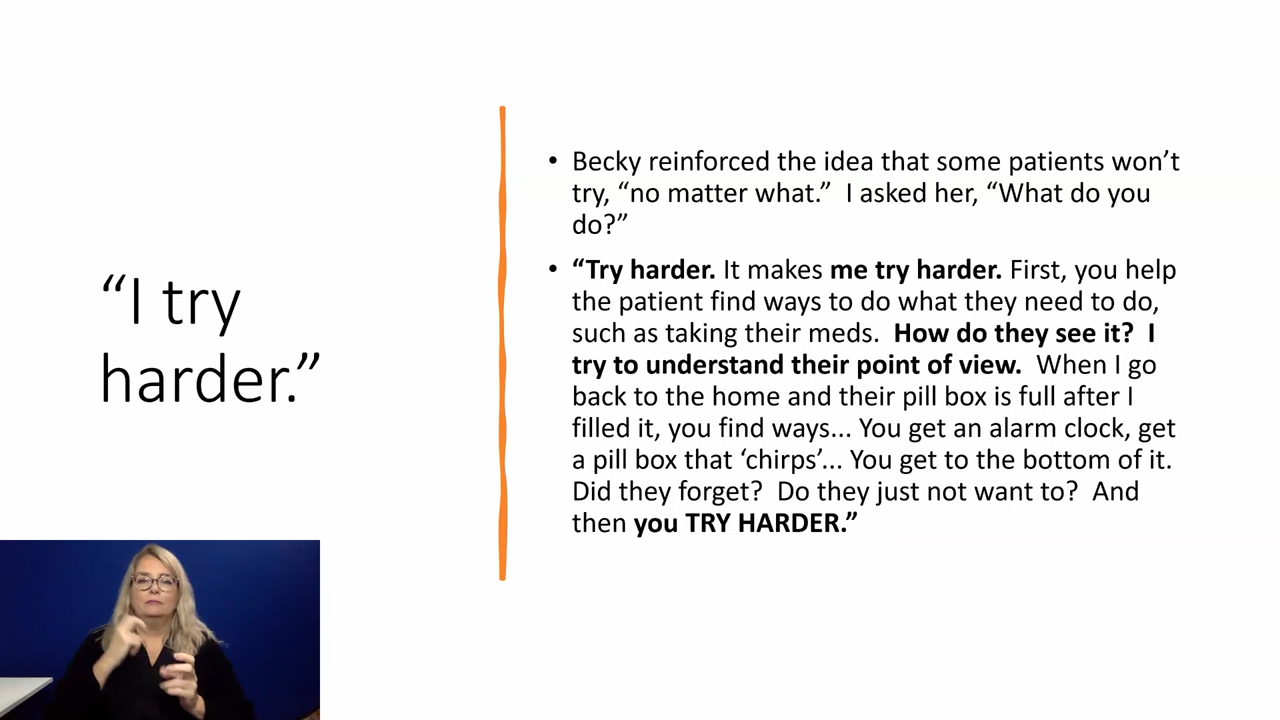 “I try
harder.”
• Becky reinforced the idea that some patients won’t
try, “no matter what.”  I asked her, “What do you
do?”
• “Try harder. It makes me try harder. First, you help
the patient find ways to do what they need to do,
such as taking their meds.  How do they see it?  I
try to understand their point of view.  When I go
back to the home and their pill box is full after I
filled it, you find ways... You get an alarm clock, get
a pill box that ‘chirps’... You get to the bottom of it.
Did they forget?  Do they just not want to?  And
then you TRY HARDER.”